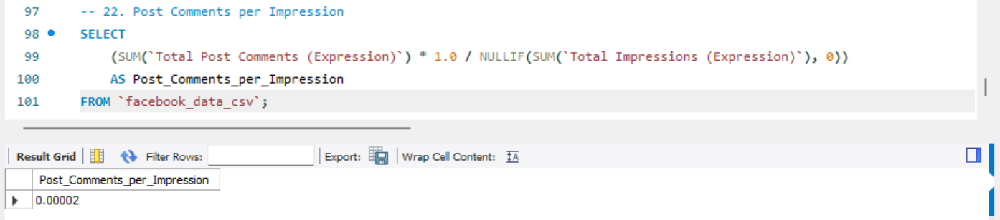 97 -- 22. Post Comments per Impression
98 SELECT
99 (SUM(`Total Post Comments (Expression)`) * 1.0 / NULLIF(SUM(`Total Impressions (Expression)`), 0))
100 AS Post_Comments_per_Impression
101 FROM `facebook_data_csv`;
Result Grid Filter Rows: Export: Wrap Cell Content: IA
Post_Comments_per_Impression
0.00002